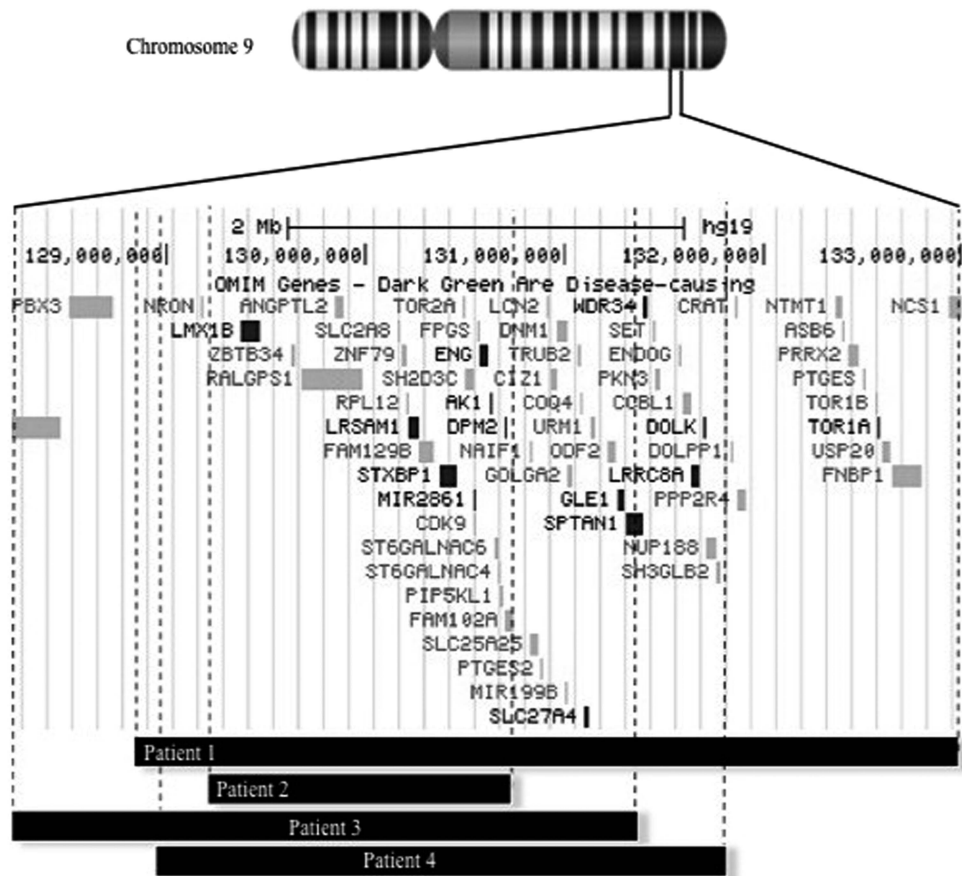 Chromosome 9
2 Mb hg19
129,000,000 130,000,000 131,000,000 132,000,000 133,000,000
OMIM Genes - Dark Green Are Disease-causing
PBX3 NRON ANGPTL2 TOR2A LCN2 WDR34 CRAT NTMT1 NCS1
LMX1B SLC2A8 FPGS DNM1 SET ASB6
ZBTB34 ZNF79 ENG TRUB2 ENDOG PRRX2
RALGPS1 SH2D3C CIZ1 PKN3 PTGES
RPL12 AK1 COQ4 CCBL1 TOR1B
LRSAM1 DPM2 URM1 DOLK TOR1A
FAM129B NAIF1 ODF2 DOLPP1 USP20
STXBP1 GOLGA2 LRRC8A FNBP1
MIR2861 GLE1 PPP2R4
CDK9 SPTAN1
ST6GALNAC6 NUP188
ST6GALNAC4 SH3GLB2
PIP5KL1
FAM102A
SLC25A25
PTGES2
MIR199B
SLC27A4
Patient 1
Patient 2
Patient 3
Patient 4